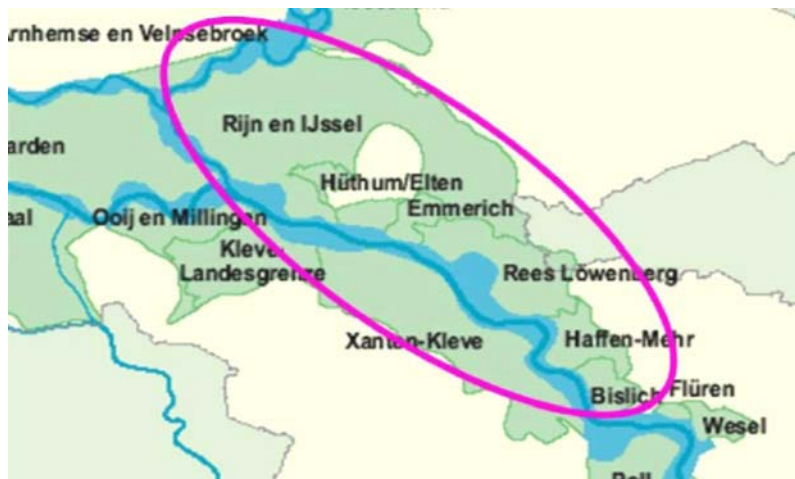 rnhemse en Velpsebroek
Rijn en IJssel
arden
Hüthum/Elten
Emmerich
aal
Ooij en Millingen
Kleve-
Landesgrenze
Rees Löwenberg
Xanten-Kleve
Haffen-Mehr
Bislich
Flüren
Wesel